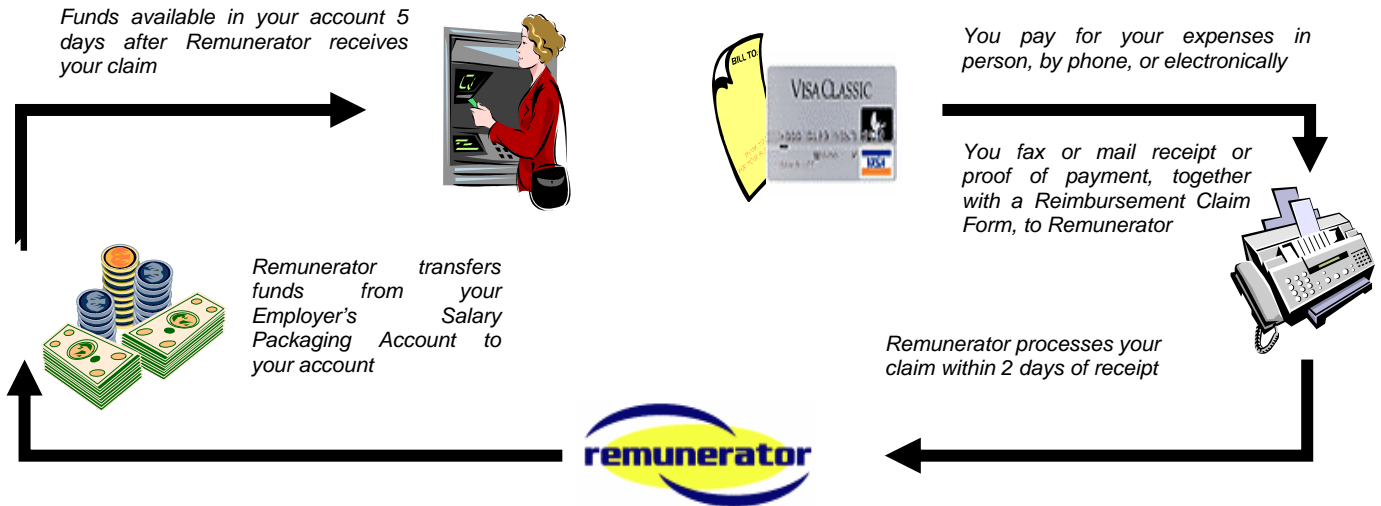 Funds available in your account 5
days after Remunerator receives
your claim
BILL TO:
VISA CLASSIC
VISA
You pay for your expenses in
person, by phone, or electronically
You fax or mail receipt or
proof of payment, together
with a Reimbursement Claim
Form, to Remunerator
Remunerator transfers
funds from your
Employer's Salary
Packaging Account to
your account
Remunerator processes your
claim within 2 days of receipt
remunerator